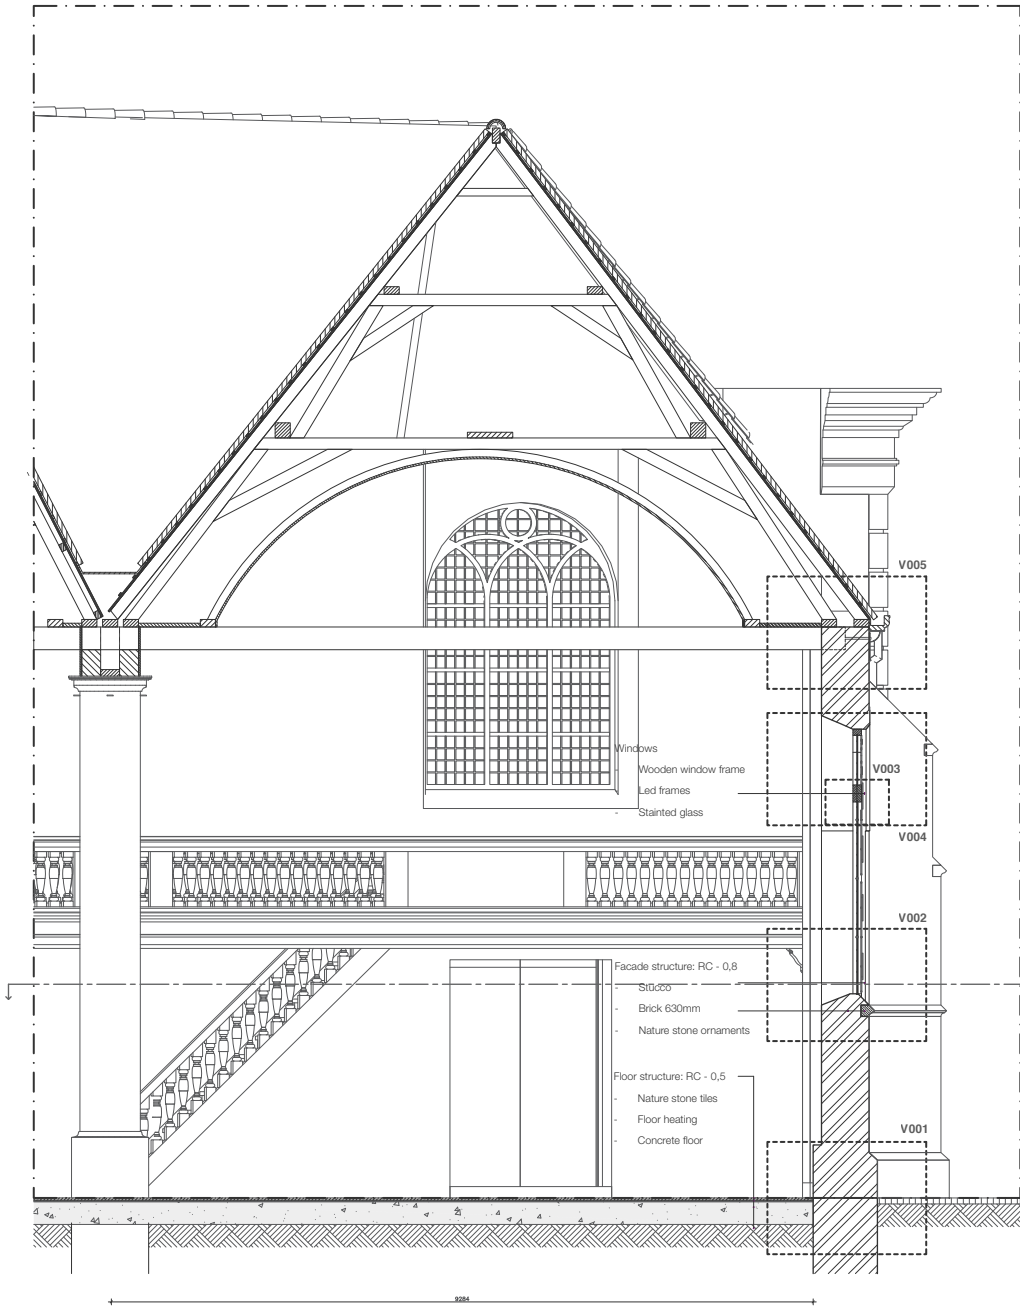 V005
Windows
- Wooden window frame
- Led frames
- Stainted glass
V003
V004
V002
Facade structure: RC - 0,8
- Stucco
- Brick 630mm
- Nature stone ornaments
Floor structure: RC - 0,5
- Nature stone tiles
- Floor heating
- Concrete floor
V001
9284